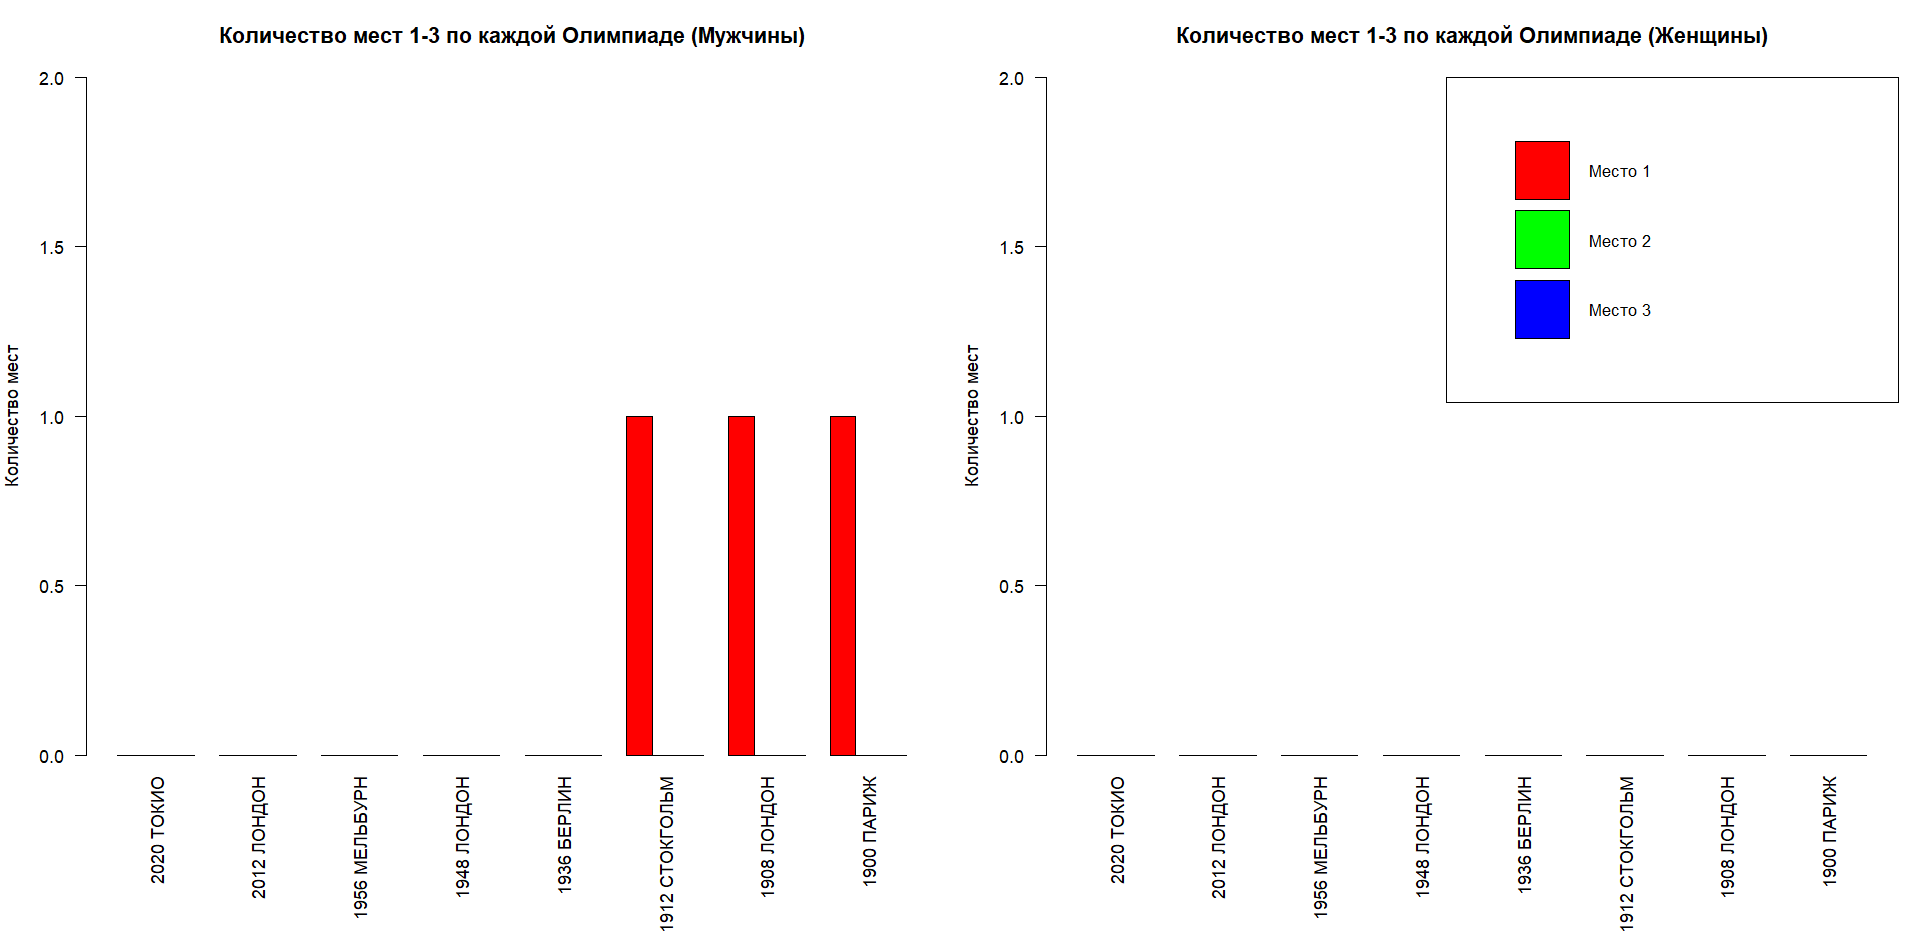 Количество мест 1-3 по каждой Олимпиаде (Мужчины)
2.0
1.5
1.0
0.5
0.0
Количество мест
2020 ТОКИО
2012 ЛОНДОН
1956 МЕЛЬБУРН
1948 ЛОНДОН
1936 БЕРЛИН
1912 СТОКГОЛЬМ
1908 ЛОНДОН
1900 ПАРИЖ
Количество мест 1-3 по каждой Олимпиаде (Женщины)
2.0
1.5
1.0
0.5
0.0
Количество мест
Место 1
Место 2
Место 3
2020 ТОКИО
2012 ЛОНДОН
1956 МЕЛЬБУРН
1948 ЛОНДОН
1936 БЕРЛИН
1912 СТОКГОЛЬМ
1908 ЛОНДОН
1900 ПАРИЖ